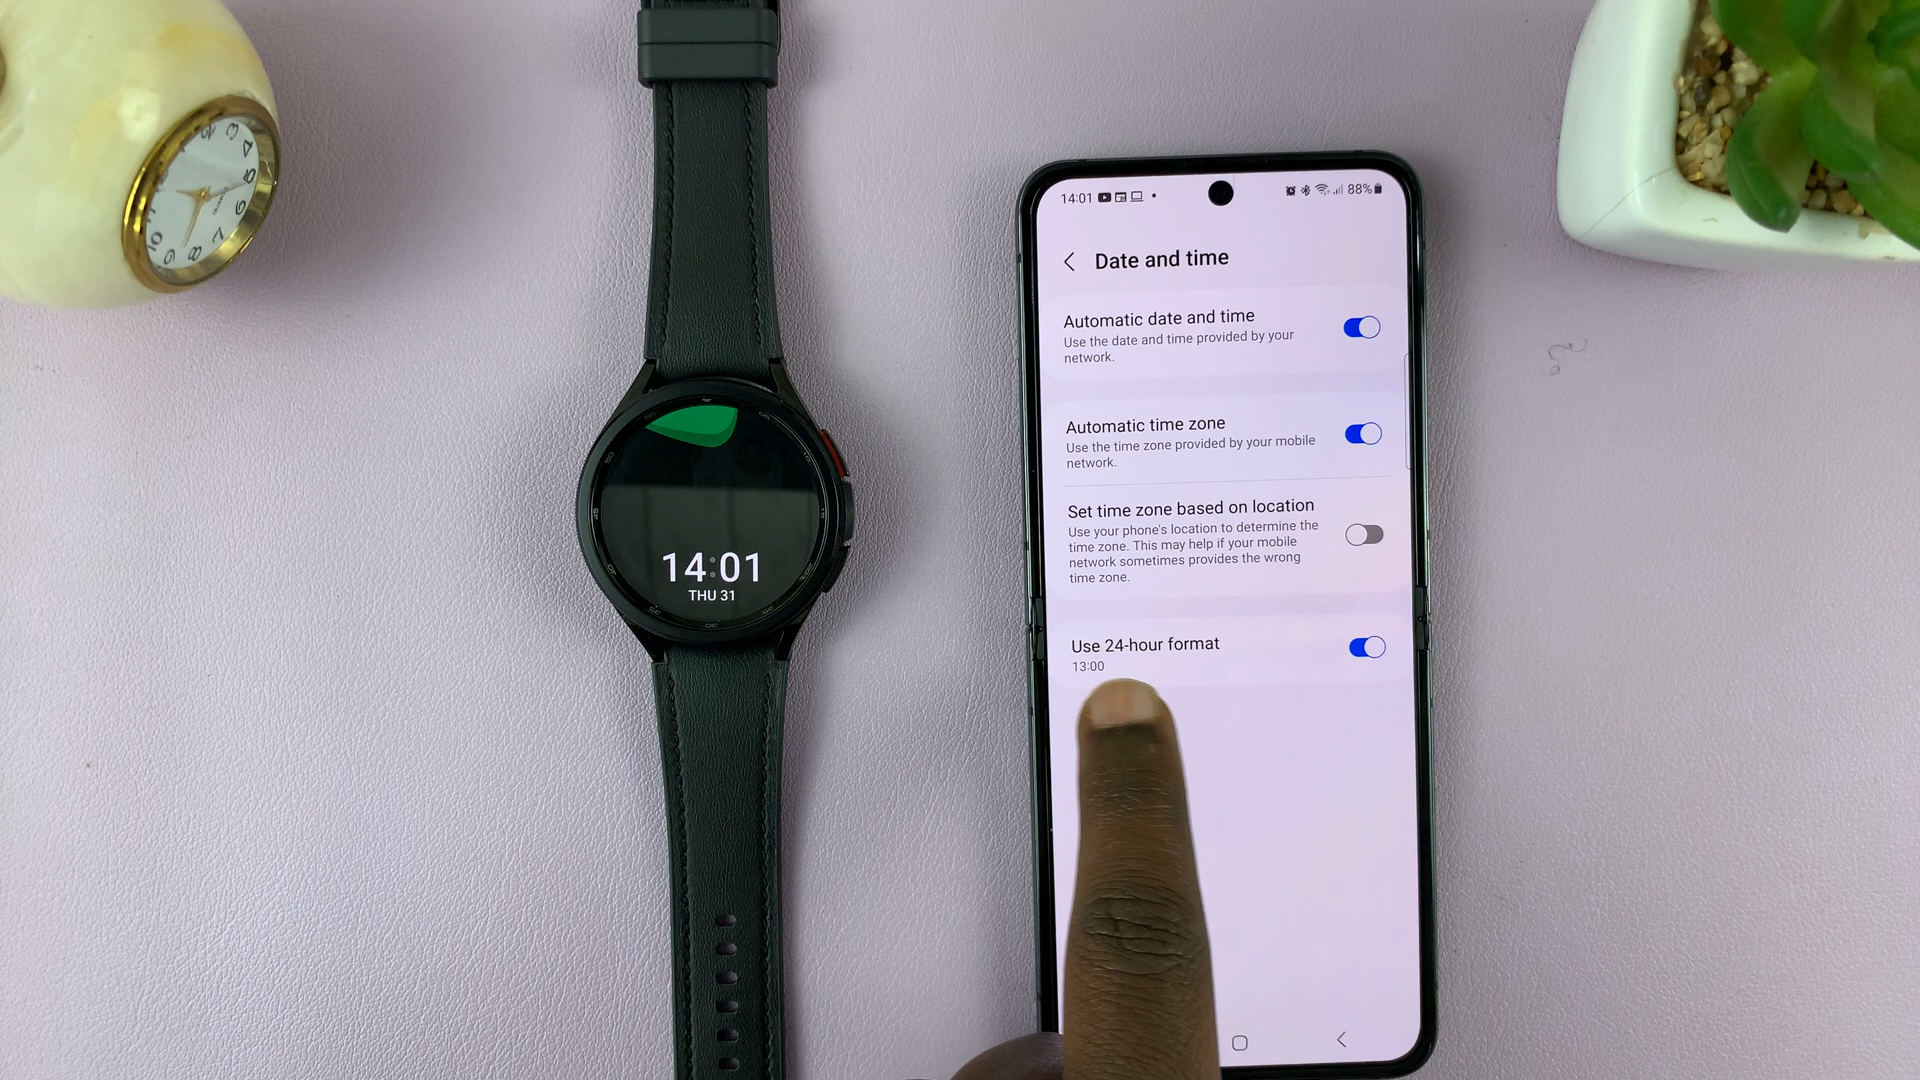 14:01
88%
Date and time
Automatic date and time
Use the date and time provided by your
network.
Automatic time zone
Use the time zone provided by your mobile
network.
Set time zone based on location
Use your phone's location to determine the
time zone. This may help if your mobile
network sometimes provides the wrong
time zone.
Use 24-hour format
13:00
14:01
THU 31